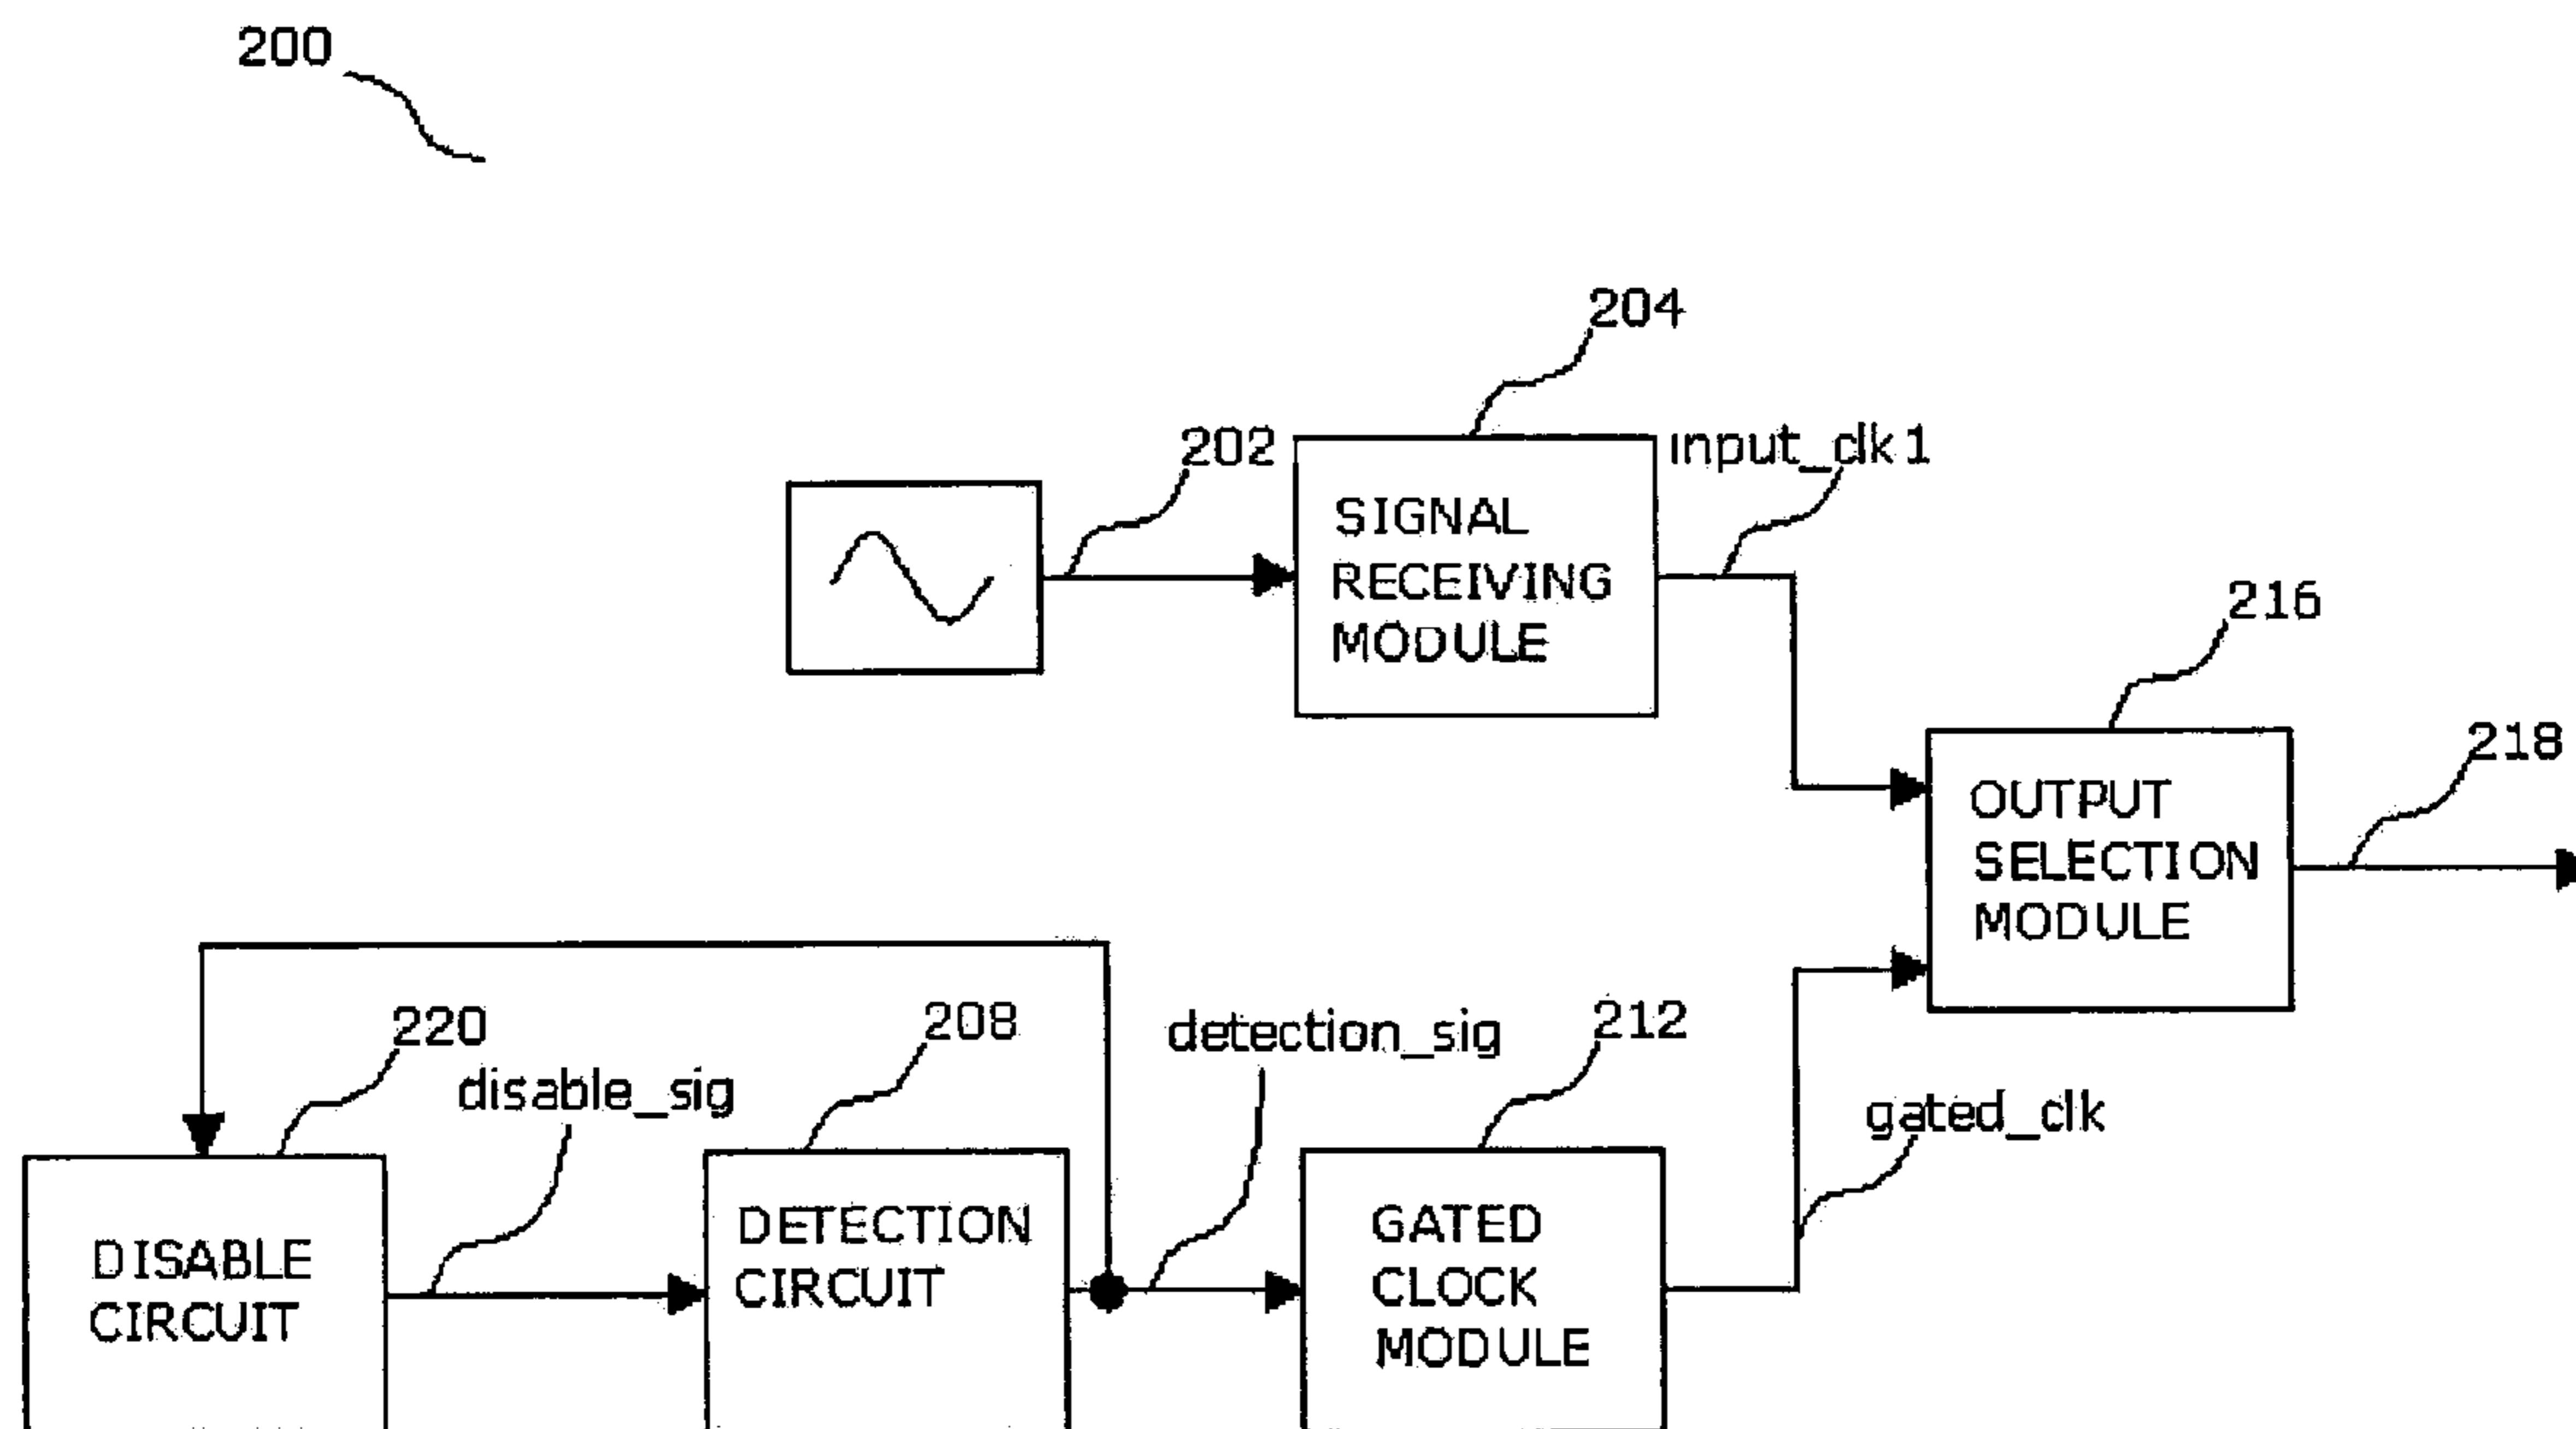 200
204
202
input_clk1
SIGNAL
RECEIVING
MODULE
216
218
OUTPUT
SELECTION
MODULE
220
disable_sig
208
detection_sig
212
gated_clk
DISABLE
CIRCUIT
DETECTION
CIRCUIT
GATED
CLOCK
MODULE